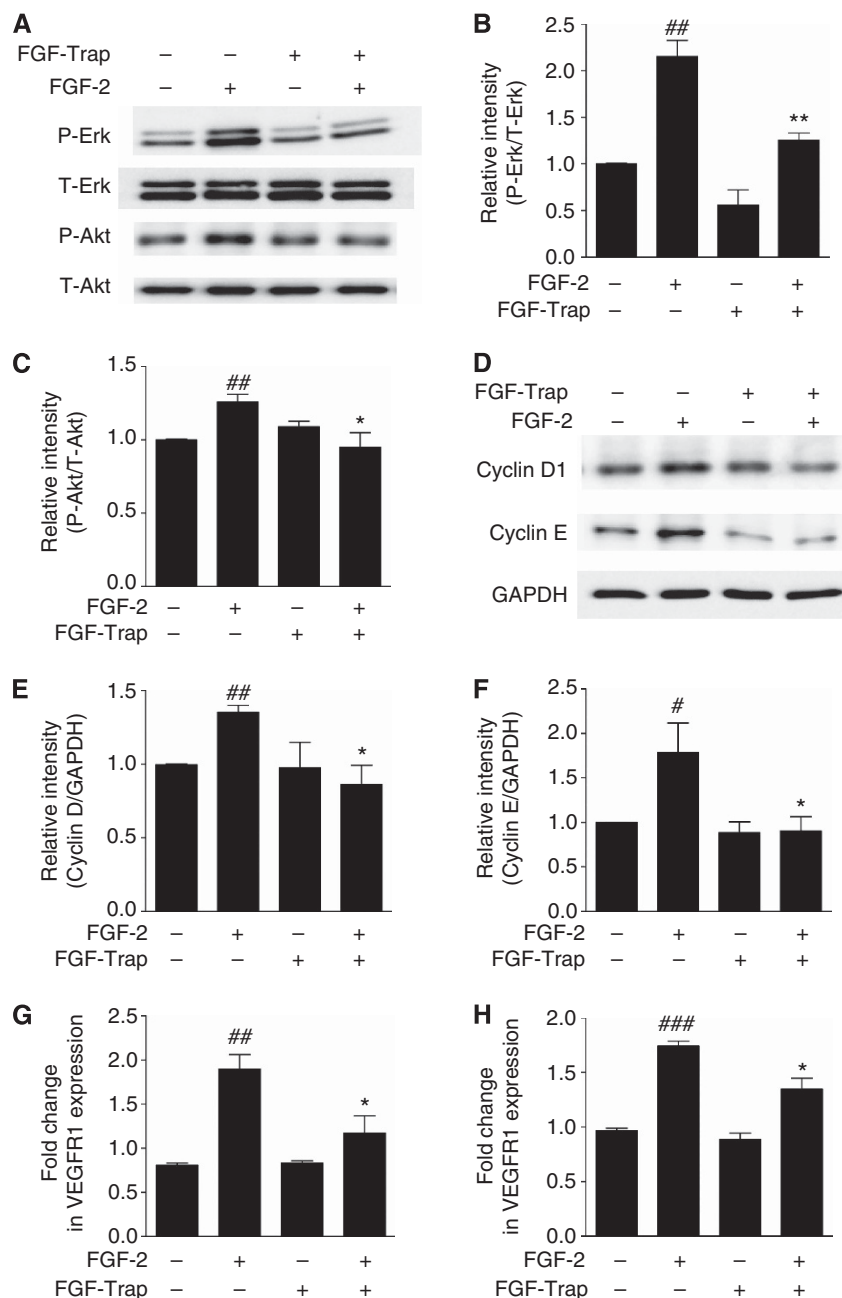 A
FGF-Trap – – + +
FGF-2 – + – +
P-Erk
T-Erk
P-Akt
T-Akt
B
Relative intensity
(P-Erk/T-Erk)
2.5
2.0
1.5
1.0
0.5
0.0
##
**
FGF-2 – + – +
FGF-Trap – – + +
C
Relative intensity
(P-Akt/T-Akt)
1.5
1.0
0.5
0.0
##
*
FGF-2 – + – +
FGF-Trap – – + +
D
FGF-Trap – – + +
FGF-2 – + – +
Cyclin D1
Cyclin E
GAPDH
E
Relative intensity
(Cyclin D/GAPDH)
1.5
1.0
0.5
0.0
##
*
FGF-2 – + – +
FGF-Trap – – + +
F
Relative intensity
(Cyclin E/GAPDH)
2.5
2.0
1.5
1.0
0.5
0.0
#
*
FGF-2 – + – +
FGF-Trap – – + +
G
Fold change
in VEGFR1 expression
2.5
2.0
1.5
1.0
0.5
0.0
##
*
FGF-2 – + – +
FGF-Trap – – + +
H
Fold change
in VEGFR1 expression
2.0
1.5
1.0
0.5
0.0
###
*
FGF-2 – + – +
FGF-Trap – – + +